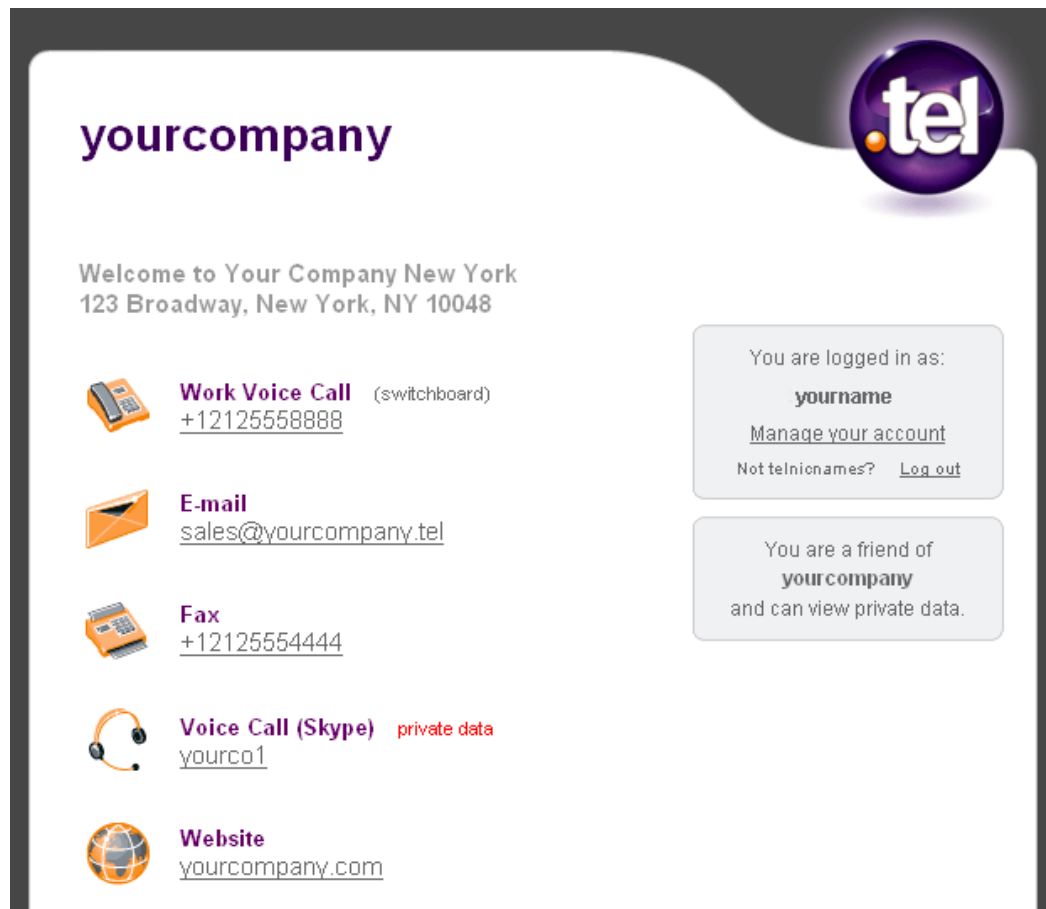 .tel
yourcompany
Welcome to Your Company New York
123 Broadway, New York, NY 10048
Work Voice Call (switchboard)
+12125558888
E-mail
sales@yourcompany.tel
Fax
+12125554444
Voice Call (Skype) private data
yourco1
Website
yourcompany.com
You are logged in as:
yourname
Manage your account
Not telnicnames? Log out
You are a friend of
yourcompany
and can view private data.